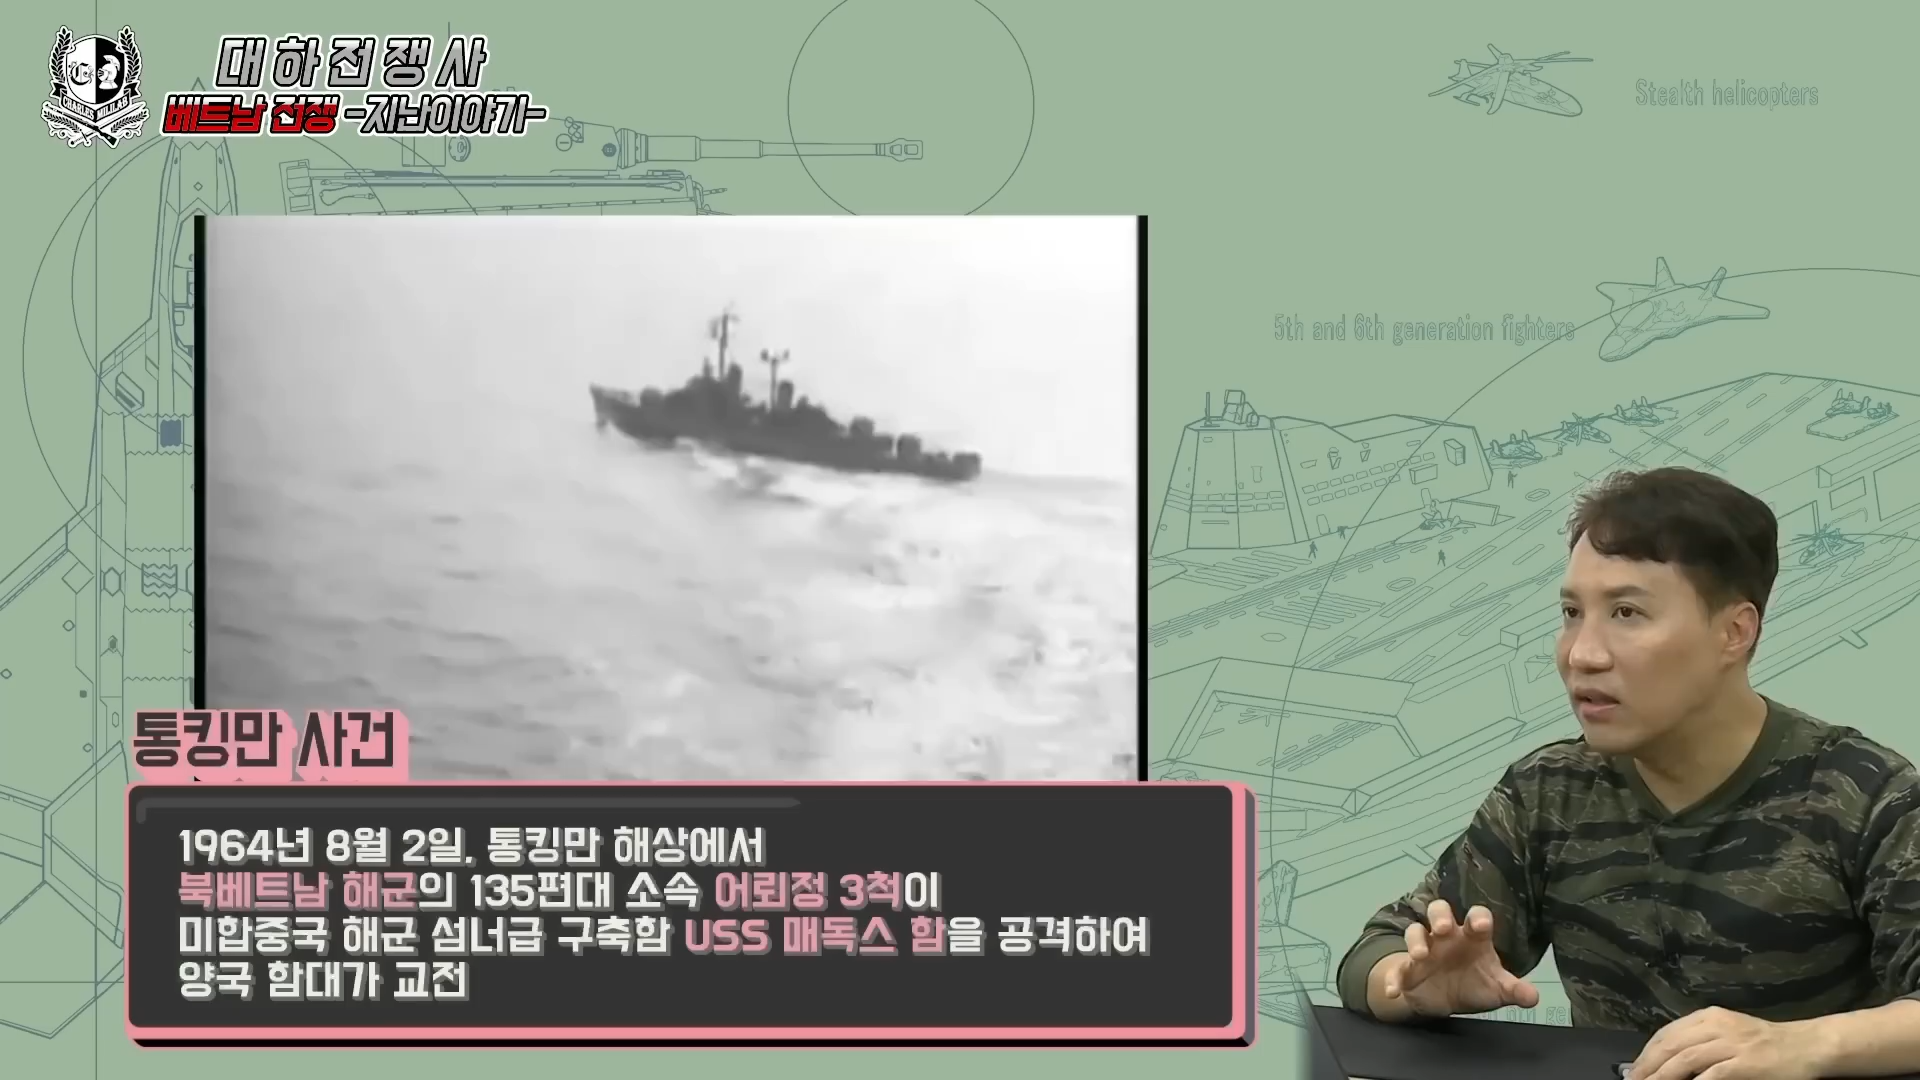 대하전쟁사
베트남 전쟁 -지난이야기-
CHARLES MILILAB
Stealth helicopters
5th and 6th generation fighters
통킹만 사건
1964년 8월 2일, 통킹만 해상에서
북베트남 해군의 135편대 소속 어뢰정 3척이
미합중국 해군 섬너급 구축함 USS 매독스 함을 공격하여
양국 함대가 교전